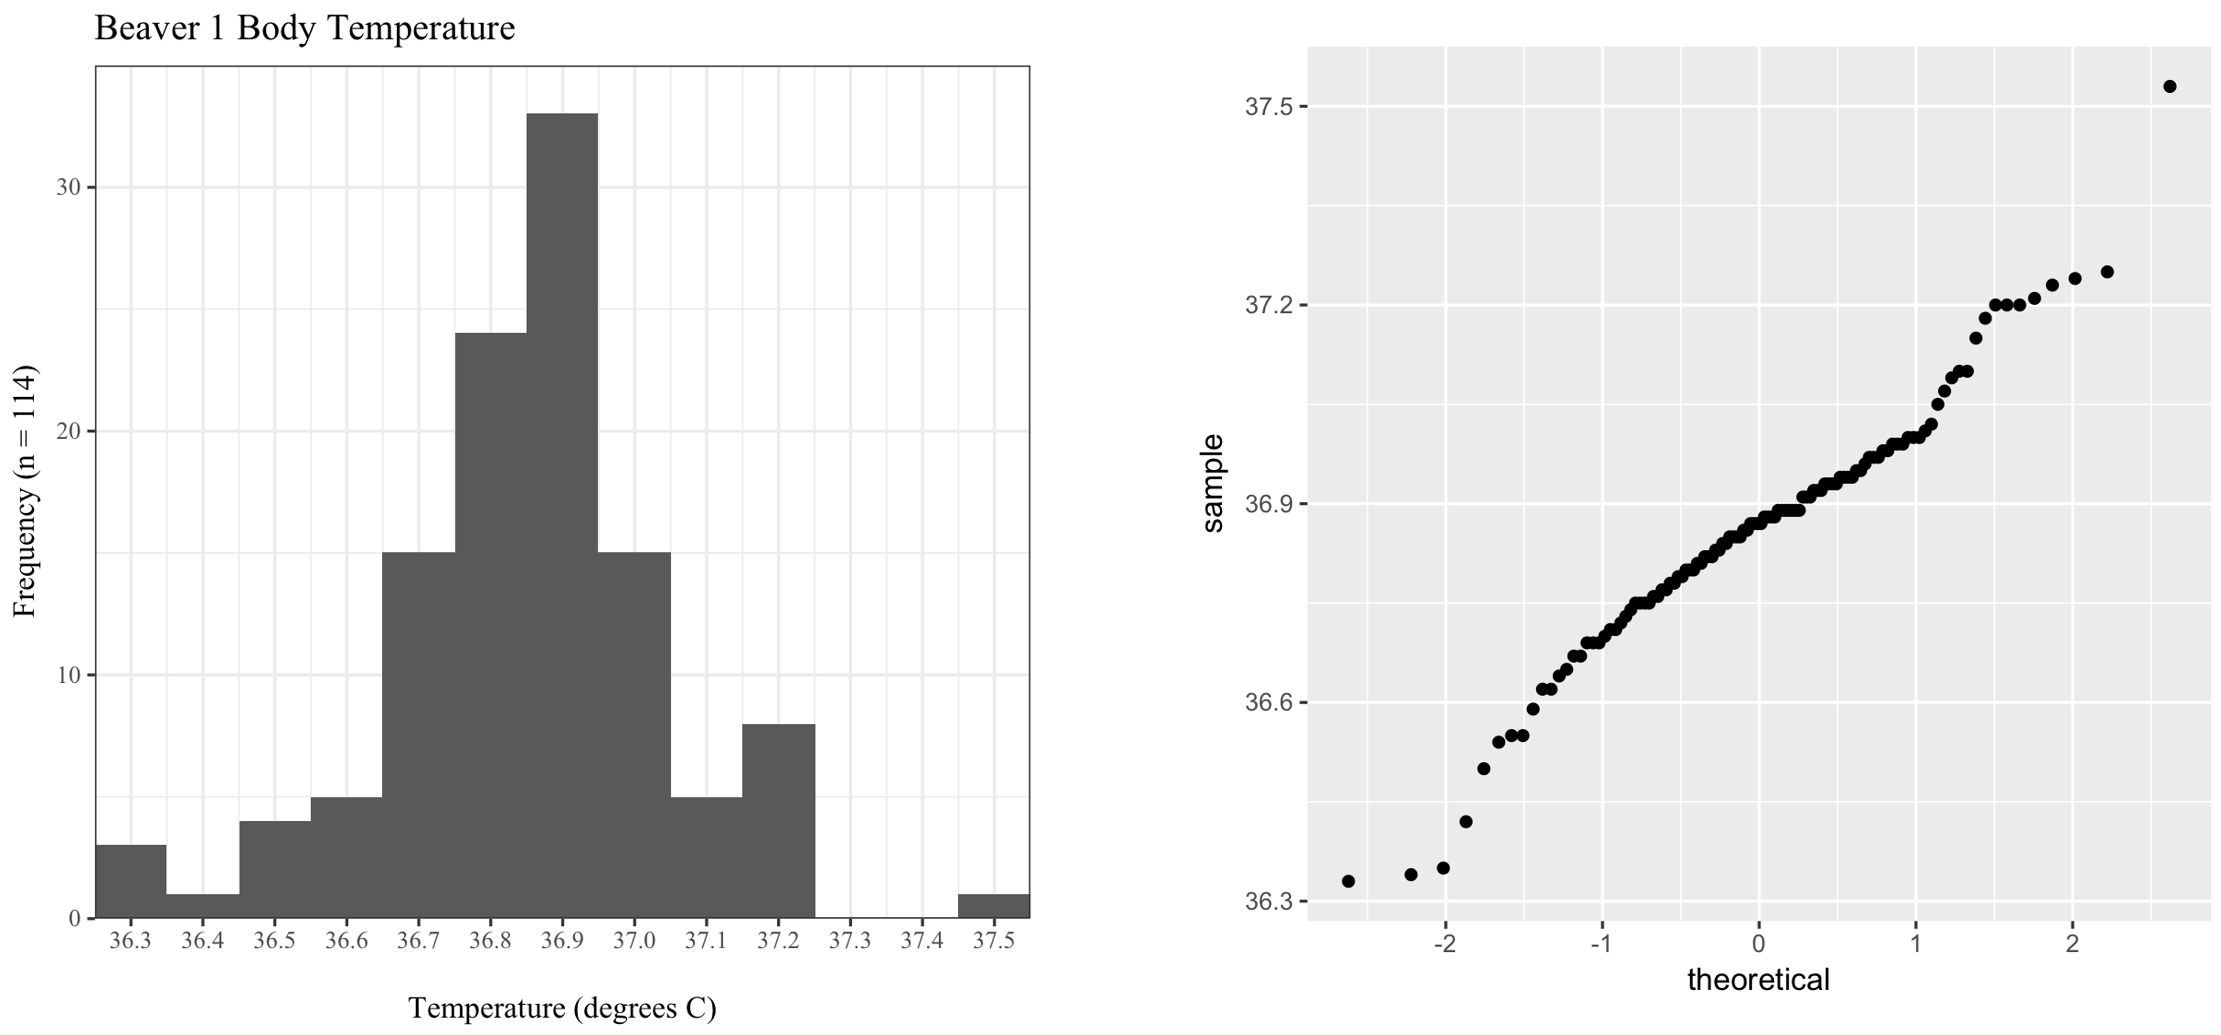 Beaver 1 Body Temperature
Frequency (n = 114)
30
20
10
0
36.3 36.4 36.5 36.6 36.7 36.8 36.9 37.0 37.1 37.2 37.3 37.4 37.5
Temperature (degrees C)
sample
37.5
37.2
36.9
36.6
36.3
-2 -1 0 1 2
theoretical